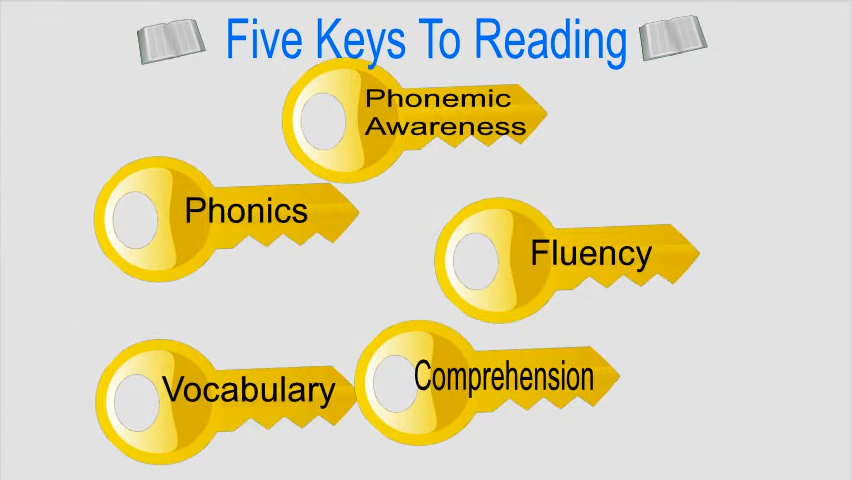 Five Keys To Reading
Phonemic
Awareness
Phonics
Fluency
Vocabulary
Comprehension